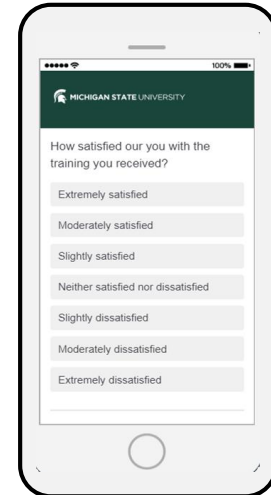 100%
MICHIGAN STATE UNIVERSITY
How satisfied our you with the
training you received?
Extremely satisfied
Moderately satisfied
Slightly satisfied
Neither satisfied nor dissatisfied
Slightly dissatisfied
Moderately dissatisfied
Extremely dissatisfied